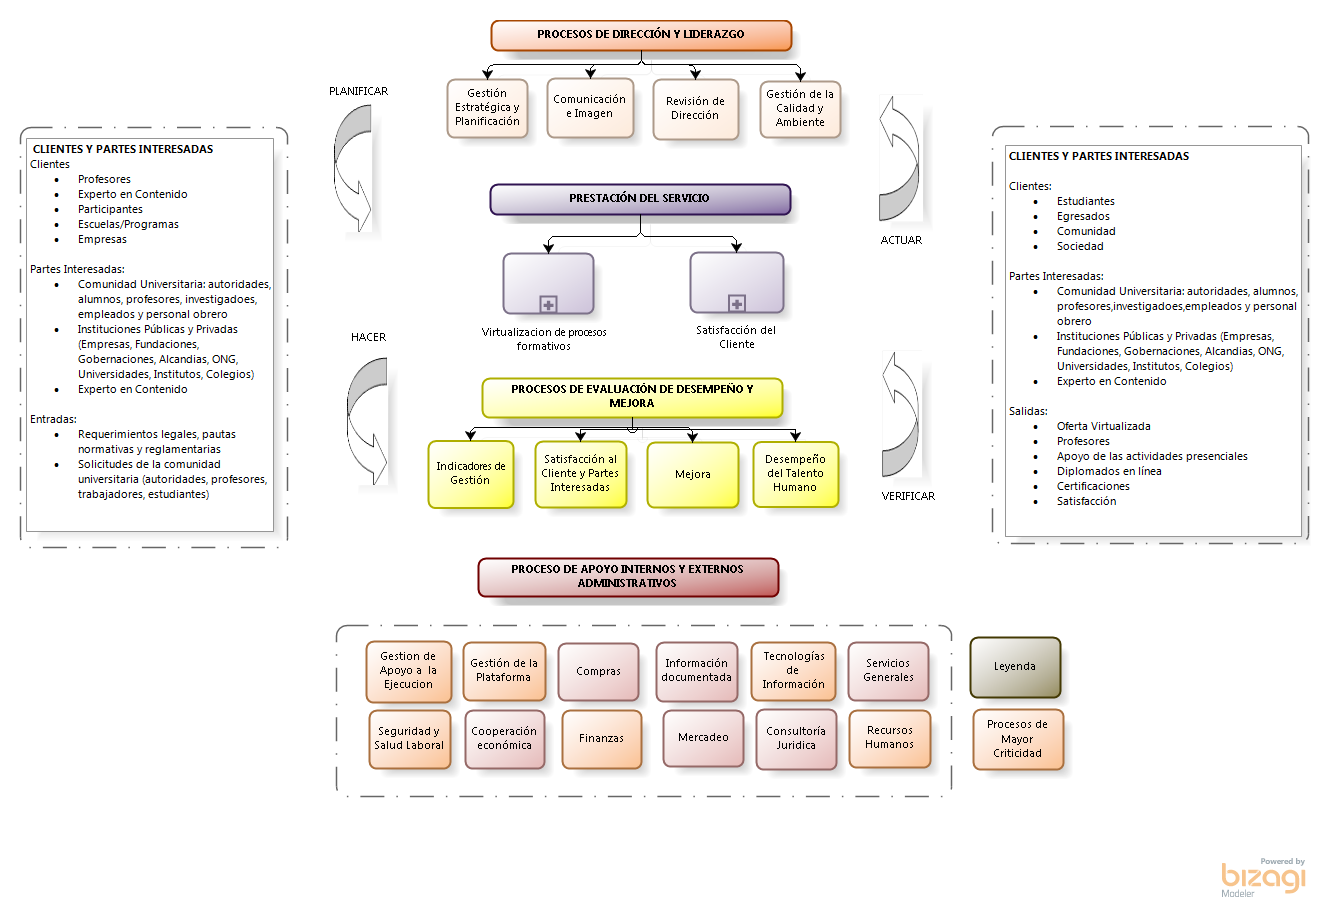 PROCESOS DE DIRECCIÓN Y LIDERAZGO
Gestión
Estratégica y
Planificación
Comunicación
e Imagen
Revisión de
Dirección
Gestión de la
Calidad y
Ambiente
PLANIFICAR
CLIENTES Y PARTES INTERESADAS
Clientes
• Profesores
• Experto en Contenido
• Participantes
• Escuelas/Programas
• Empresas
Partes Interesadas:
• Comunidad Universitaria: autoridades,
alumnos, profesores, investigadoes,
empleados y personal obrero
• Instituciones Públicas y Privadas
(Empresas, Fundaciones,
Gobernaciones, Alcandias, ONG,
Universidades, Institutos, Colegios)
• Experto en Contenido
Entradas:
• Requerimientos legales, pautas
normativas y reglamentarias
• Solicitudes de la comunidad
universitaria (autoridades, profesores,
trabajadores, estudiantes)
PRESTACIÓN DEL SERVICIO
Virtualizacion de procesos
formativos
Satisfacción del
Cliente
ACTUAR
HACER
PROCESOS DE EVALUACIÓN DE DESEMPEÑO Y
MEJORA
Indicadores de
Gestión
Satisfacción al
Cliente y Partes
Interesadas
Mejora
Desempeño
del Talento
Humano
VERIFICAR
CLIENTES Y PARTES INTERESADAS
Clientes:
• Estudiantes
• Egresados
• Comunidad
• Sociedad
Partes Interesadas:
• Comunidad Universitaria: autoridades, alumnos,
profesores,investigadoes,empleados y personal
obrero
• Instituciones Públicas y Privadas (Empresas,
Fundaciones, Gobernaciones, Alcandias, ONG,
Universidades, Institutos, Colegios)
• Experto en Contenido
Salidas:
• Oferta Virtualizada
• Profesores
• Apoyo de las actividades presenciales
• Diplomados en línea
• Certificaciones
• Satisfacción
PROCESO DE APOYO INTERNOS Y EXTERNOS
ADMINISTRATIVOS
Gestion de
Apoyo a la
Ejecucion
Gestión de la
Plataforma
Compras
Información
documentada
Tecnologías
de
Información
Servicios
Generales
Seguridad y
Salud Laboral
Cooperación
económica
Finanzas
Mercadeo
Consultoría
Juridica
Recursos
Humanos
Leyenda
Procesos de
Mayor
Criticidad
Powered by
bizagi
Modeler